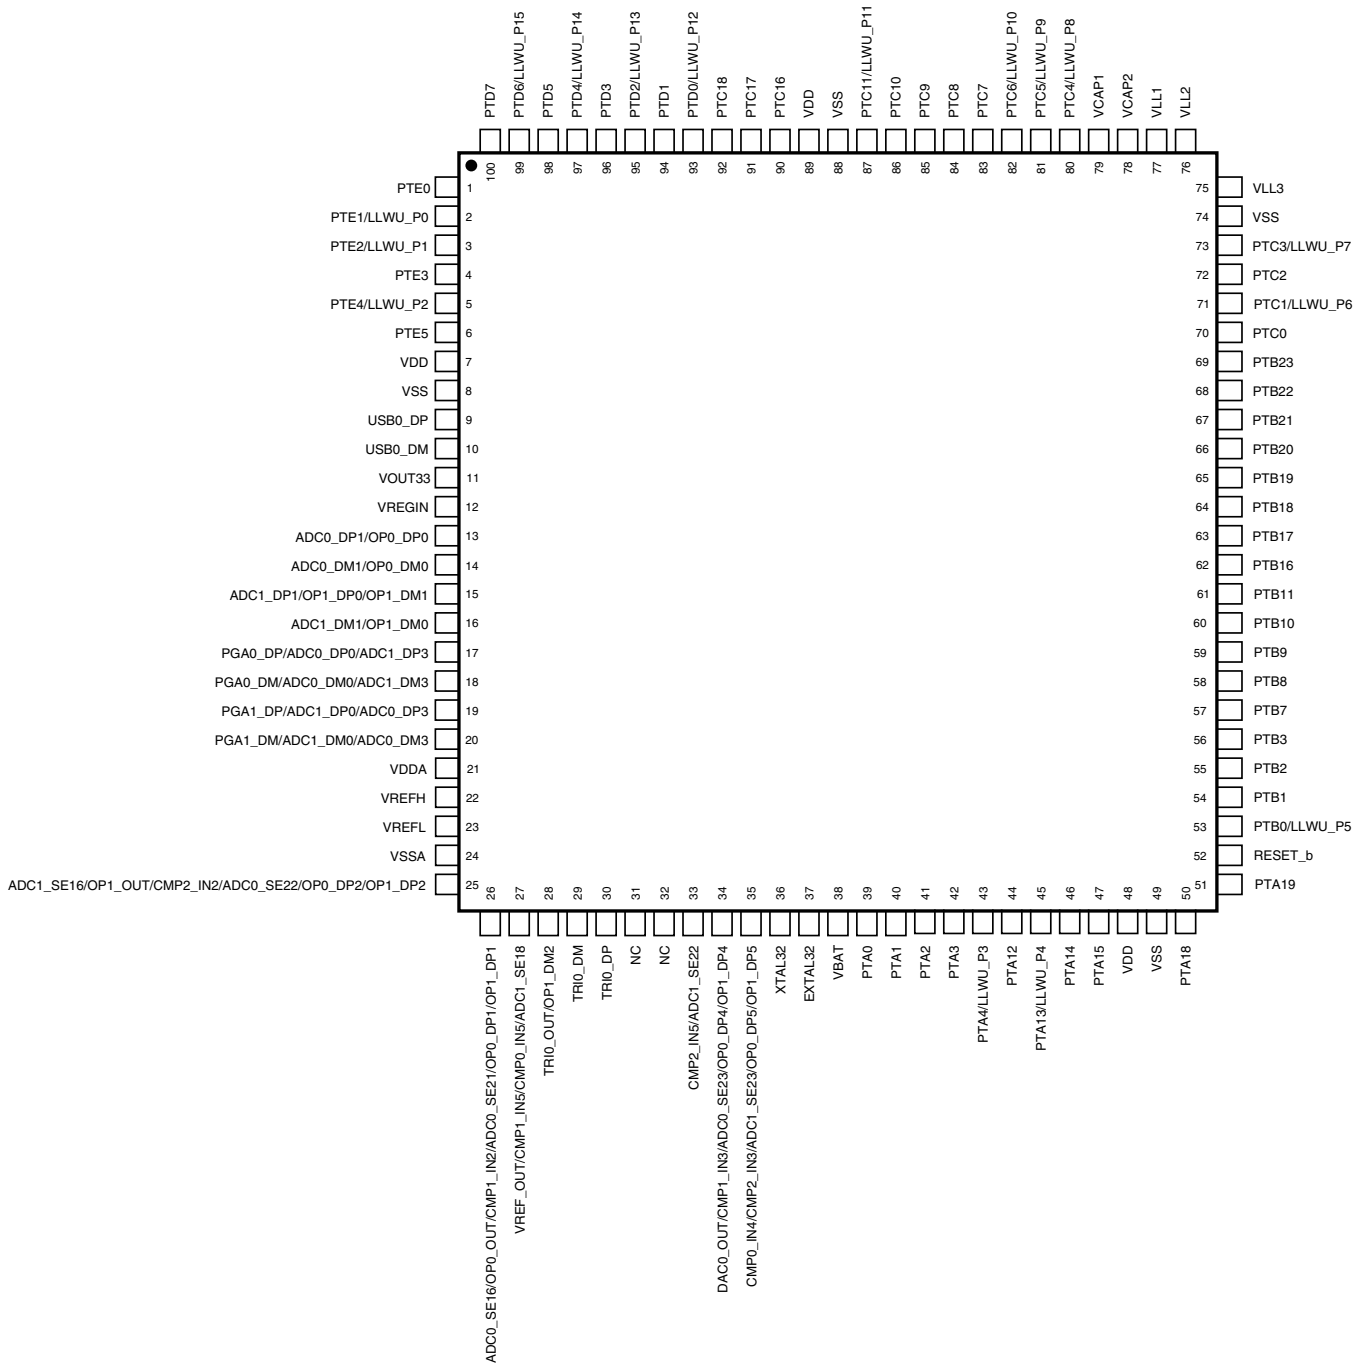 PTD7
PTD6/LLWU_P15
PTD5
PTD4/LLWU_P14
PTD3
PTD2/LLWU_P13
PTD1
PTD0/LLWU_P12
PTC18
PTC17
PTC16
VDD
VSS
PTC11/LLWU_P11
PTC10
PTC9
PTC8
PTC7
PTC6/LLWU_P10
PTC5/LLWU_P9
PTC4/LLWU_P8
VCAP1
VCAP2
VLL1
VLL2
100
99
98
97
96
95
94
93
92
91
90
89
88
87
86
85
84
83
82
81
80
79
78
77
76
PTE0 1
PTE1/LLWU_P0 2
PTE2/LLWU_P1 3
PTE3 4
PTE4/LLWU_P2 5
PTE5 6
VDD 7
VSS 8
USB0_DP 9
USB0_DM 10
VOUT33 11
VREGIN 12
ADC0_DP1/OP0_DP0 13
ADC0_DM1/OP0_DM0 14
ADC1_DP1/OP1_DP0/OP1_DM1 15
ADC1_DM1/OP1_DM0 16
PGA0_DP/ADC0_DP0/ADC1_DP3 17
PGA0_DM/ADC0_DM0/ADC1_DM3 18
PGA1_DP/ADC1_DP0/ADC0_DP3 19
PGA1_DM/ADC1_DM0/ADC0_DM3 20
VDDA 21
VREFH 22
VREFL 23
VSSA 24
ADC1_SE16/OP1_OUT/CMP2_IN2/ADC0_SE22/OP0_DP2/OP1_DP2 25
75 VLL3
74 VSS
73 PTC3/LLWU_P7
72 PTC2
71 PTC1/LLWU_P6
70 PTC0
69 PTB23
68 PTB22
67 PTB21
66 PTB20
65 PTB19
64 PTB18
63 PTB17
62 PTB16
61 PTB11
60 PTB10
59 PTB9
58 PTB8
57 PTB7
56 PTB3
55 PTB2
54 PTB1
53 PTB0/LLWU_P5
52 RESET_b
51 PTA19
26
27
28
29
30
31
32
33
34
35
36
37
38
39
40
41
42
43
44
45
46
47
48
49
50
ADC0_SE16/OP0_OUT/CMP1_IN2/ADC0_SE21/OP0_DP1/OP1_DP1
VREF_OUT/CMP1_IN5/CMP0_IN5/ADC1_SE18
TRI0_OUT/OP1_DM2
TRI0_DM
TRI0_DP
NC
NC
CMP2_IN5/ADC1_SE22
DAC0_OUT/CMP1_IN3/ADC0_SE23/OP0_DP4/OP1_DP4
CMP0_IN4/CMP2_IN3/ADC1_SE23/OP0_DP5/OP1_DP5
XTAL32
EXTAL32
VBAT
PTA0
PTA1
PTA2
PTA3
PTA4/LLWU_P3
PTA12
PTA13/LLWU_P4
PTA14
PTA15
VDD
VSS
PTA18